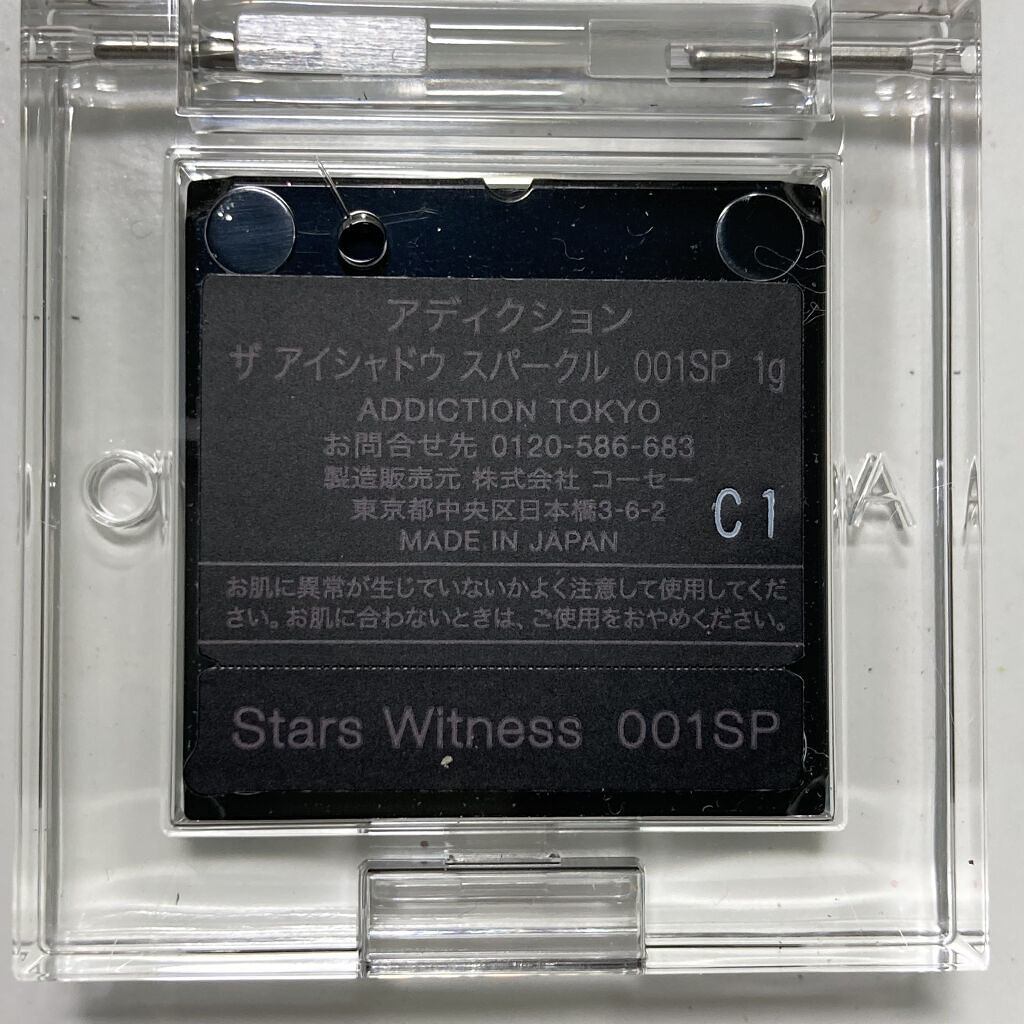 アディクション
ザ アイシャドウ スパークル 001SP 1g
ADDICTION TOKYO
お問合せ先 0120-586-683
製造販売元 株式会社 コーセー
東京都中央区日本橋3-6-2
C1
MADE IN JAPAN
お肌に異常が生じていないかよく注意して使用してくだ
さい。お肌に合わないときは、ご使用をおやめください。
Stars Witness 001SP